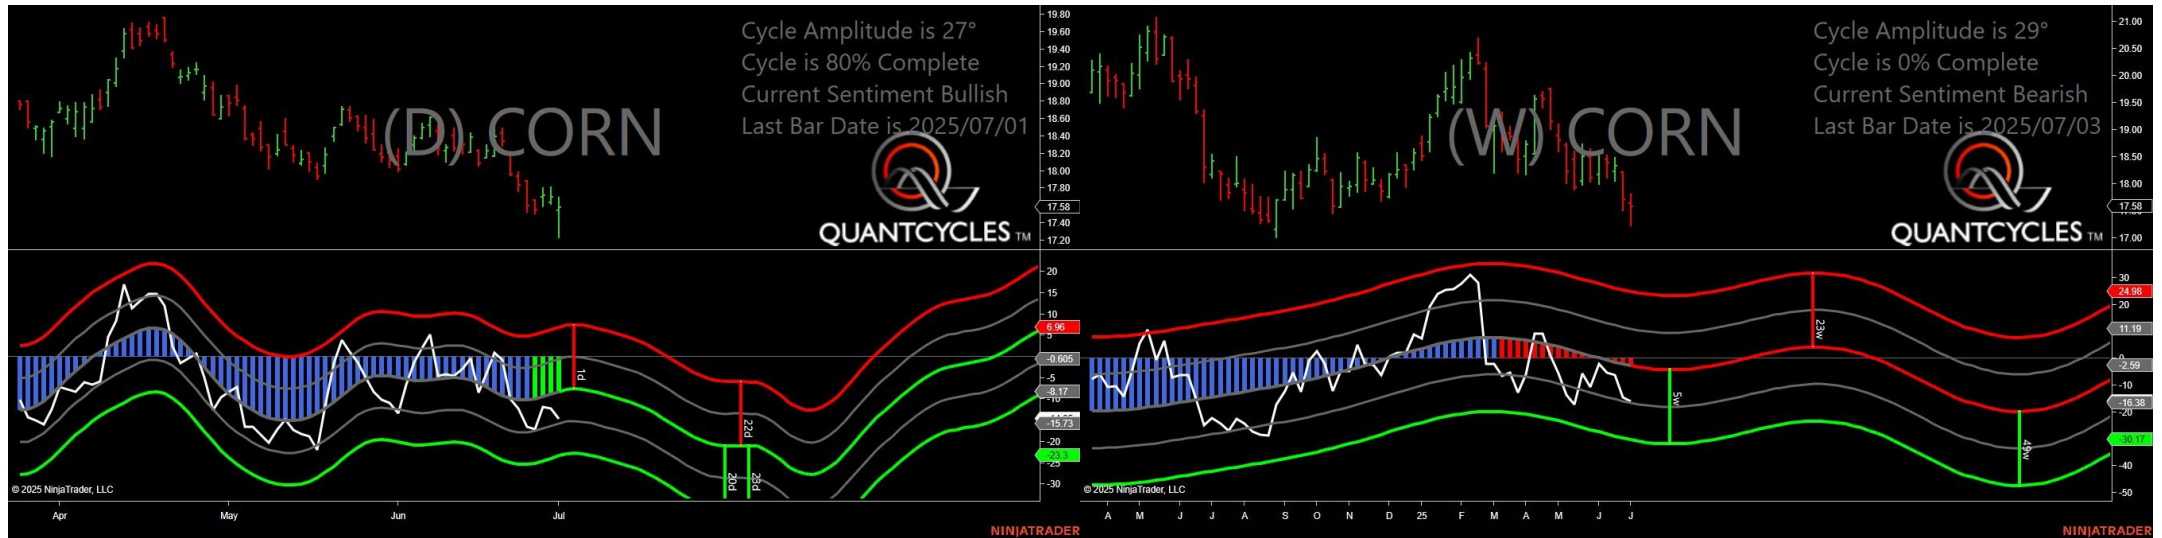 Cycle Amplitude is 27°
Cycle is 80% Complete
Current Sentiment Bullish
Last Bar Date is 2025/07/01
(D) CORN
QUANTCYCLES TM
19.80
19.60
19.40
19.20
19.00
18.80
18.60
18.40
18.20
18.00
17.80
17.58
17.40
17.20
20
15
10
5
6.96
-0.605
-5
-8.17
-10
-15.73
-20
-23.3
-25
-30
1d
22d
20d
23d
© 2025 NinjaTrader, LLC
Apr
May
Jun
Jul
NINJATRADER
Cycle Amplitude is 29°
Cycle is 0% Complete
Current Sentiment Bearish
Last Bar Date is 2025/07/03
(W) CORN
QUANTCYCLES TM
21.00
20.50
20.00
19.50
19.00
18.50
18.00
17.58
17.00
30
24.98
20
11.19
0
-2.59
-10
-16.38
-20
-30.17
-40
-50
23w
5w
49w
© 2025 NinjaTrader, LLC
A M J J A S O N D 25 F M A M J J
NINJATRADER